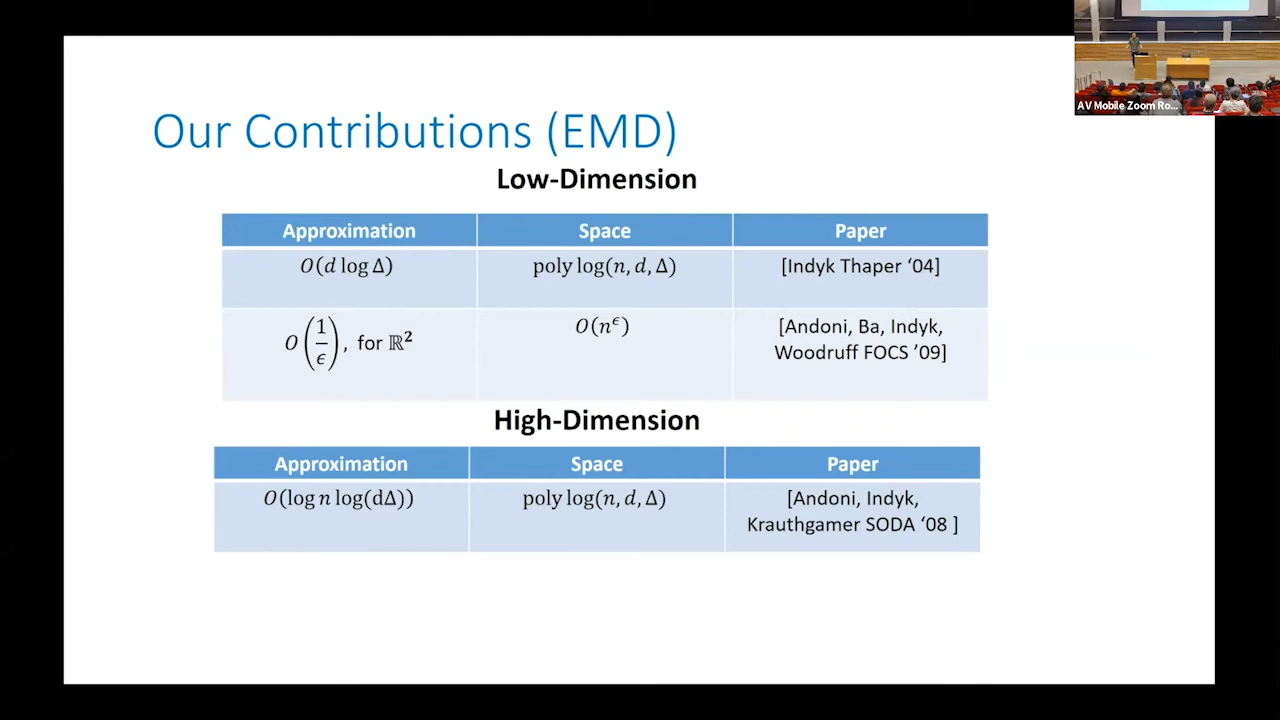 Our Contributions (EMD)
Low-Dimension
Approximation Space Paper
O(d log Δ) poly log(n, d, Δ) [Indyk Thaper ‘04]
O(1/ϵ), for ℝ² O(n^ϵ) [Andoni, Ba, Indyk,
Woodruff FOCS ’09]
High-Dimension
Approximation Space Paper
O(log n log(dΔ)) poly log(n, d, Δ) [Andoni, Indyk,
Krauthgamer SODA ‘08 ]
AV Mobile Zoom Ro...